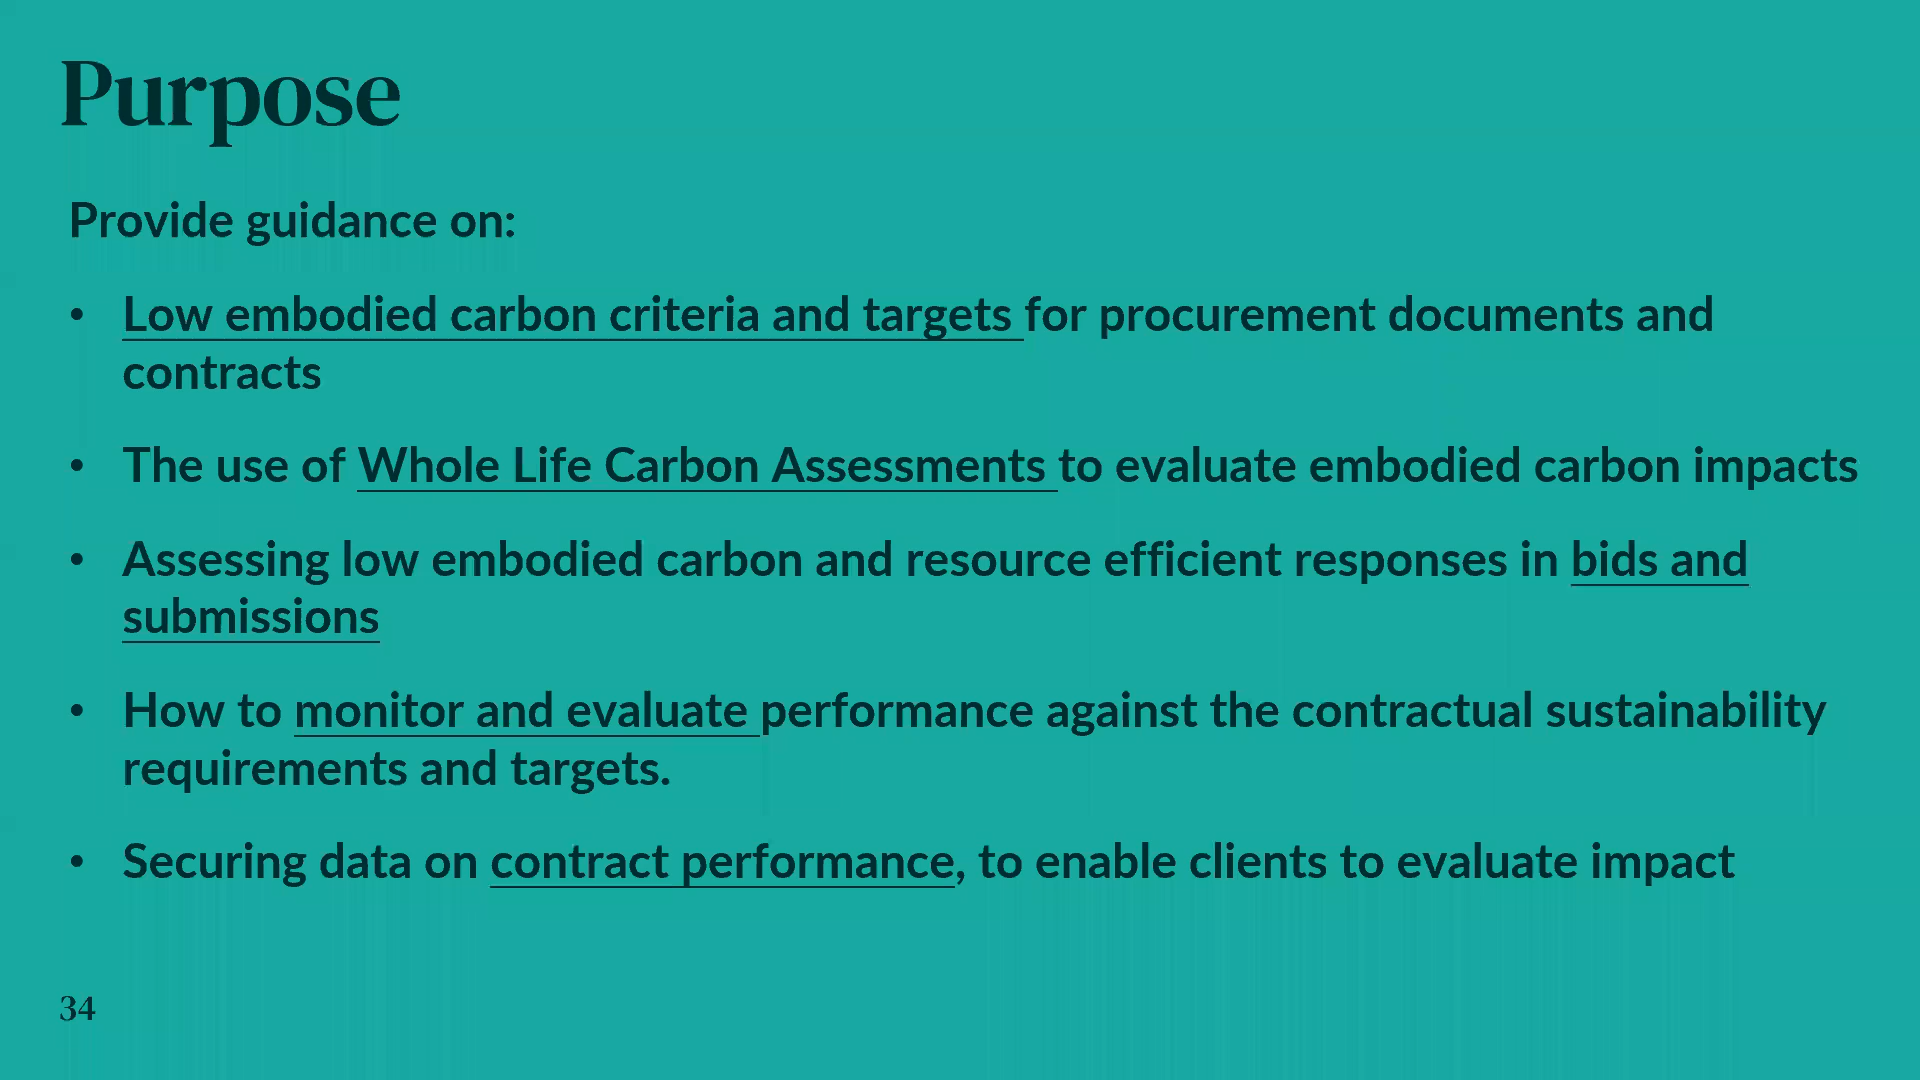 Purpose
Provide guidance on:
• Low embodied carbon criteria and targets for procurement documents and
contracts
• The use of Whole Life Carbon Assessments to evaluate embodied carbon impacts
• Assessing low embodied carbon and resource efficient responses in bids and
submissions
• How to monitor and evaluate performance against the contractual sustainability
requirements and targets.
• Securing data on contract performance, to enable clients to evaluate impact
34